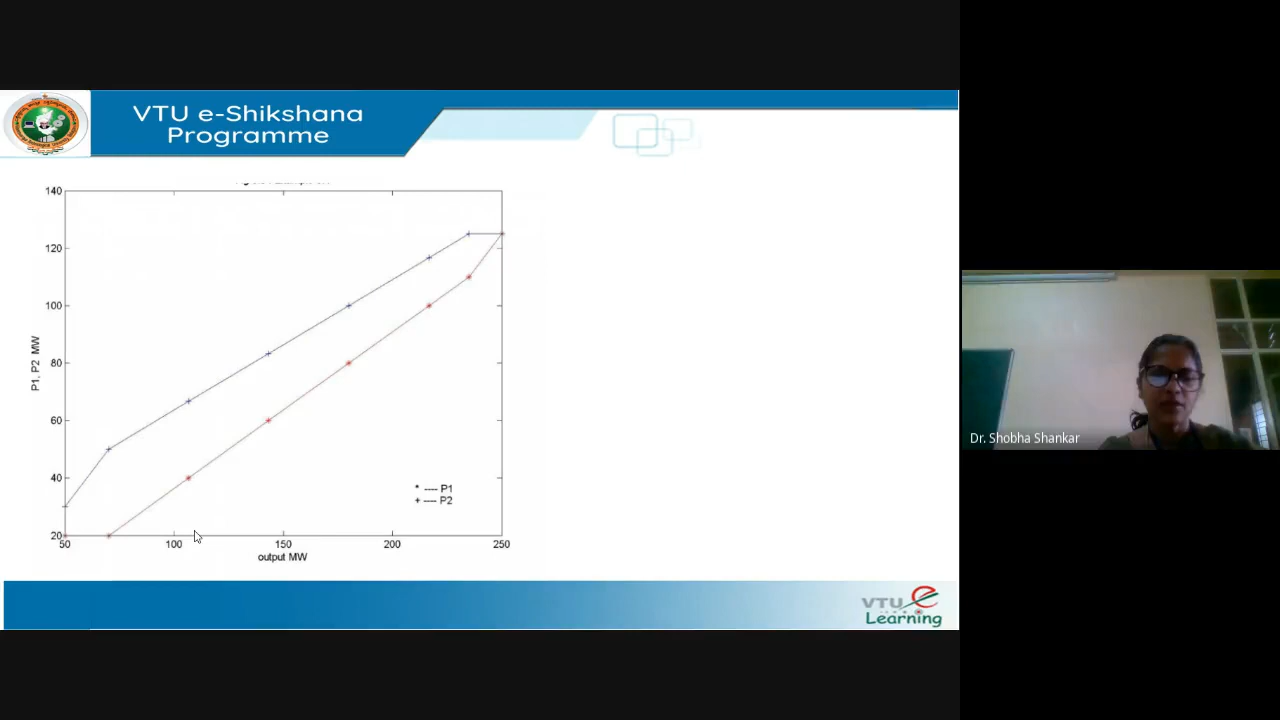 VTU e-Shikshana
Programme
140
120
100
80
60
40
20
P1, P2 MW
* ---- P1
+ ---- P2
50
100
150
200
250
output MW
Dr. Shobha Shankar
VTU e
Learning